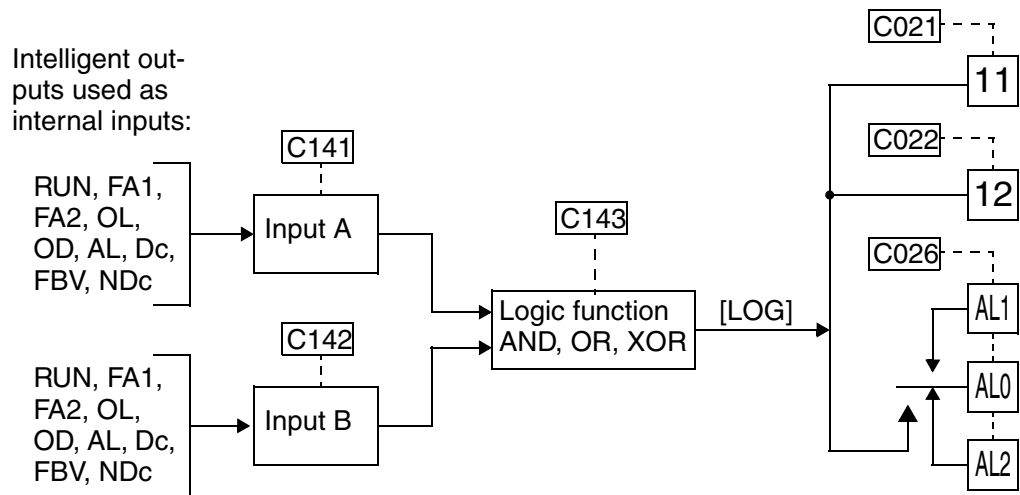 Intelligent out-
puts used as
internal inputs:
RUN, FA1,
FA2, OL,
OD, AL, Dc,
FBV, NDc
C141
Input A
RUN, FA1,
FA2, OL,
OD, AL, Dc,
FBV, NDc
C142
Input B
C143
Logic function
AND, OR, XOR
[LOG]
C021
11
C022
12
C026
AL1
AL0
AL2